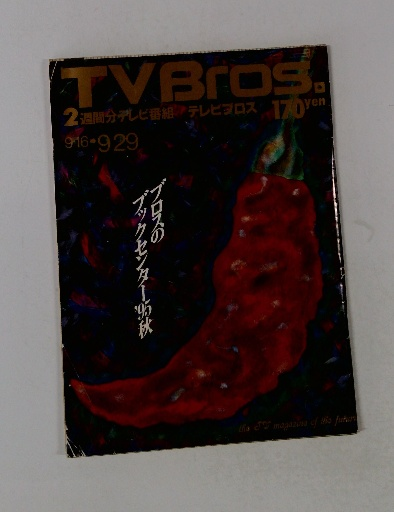 TVBros.
2週間分テレビ番組 テレビブロス 170yen
9·16●9·29
ブロスの
ブックセンター'95秋
the TV magazine of the future